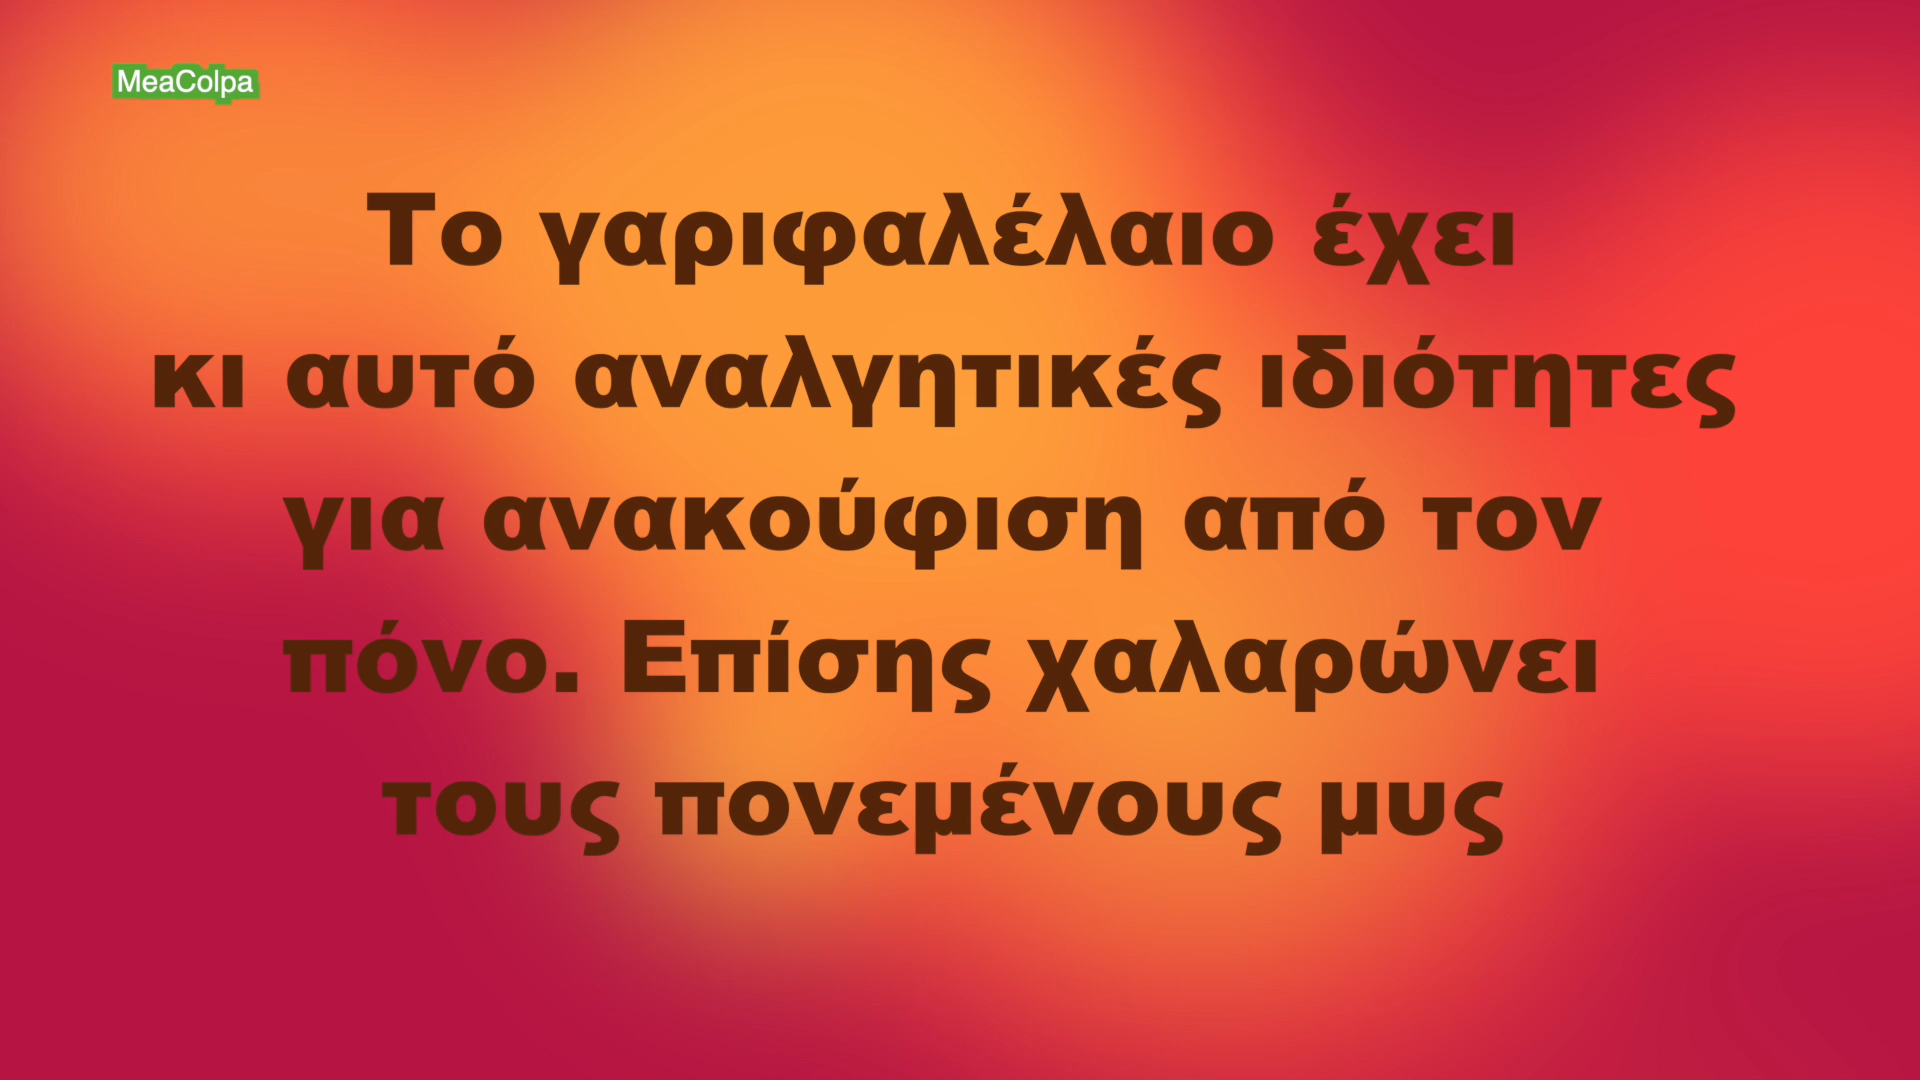 MeaColpa
Το γαριφαλέλαιο έχει
κι αυτό αναλγητικές ιδιότητες
για ανακούφιση από τον
πόνο. Επίσης χαλαρώνει
τους πονεμένους μυς